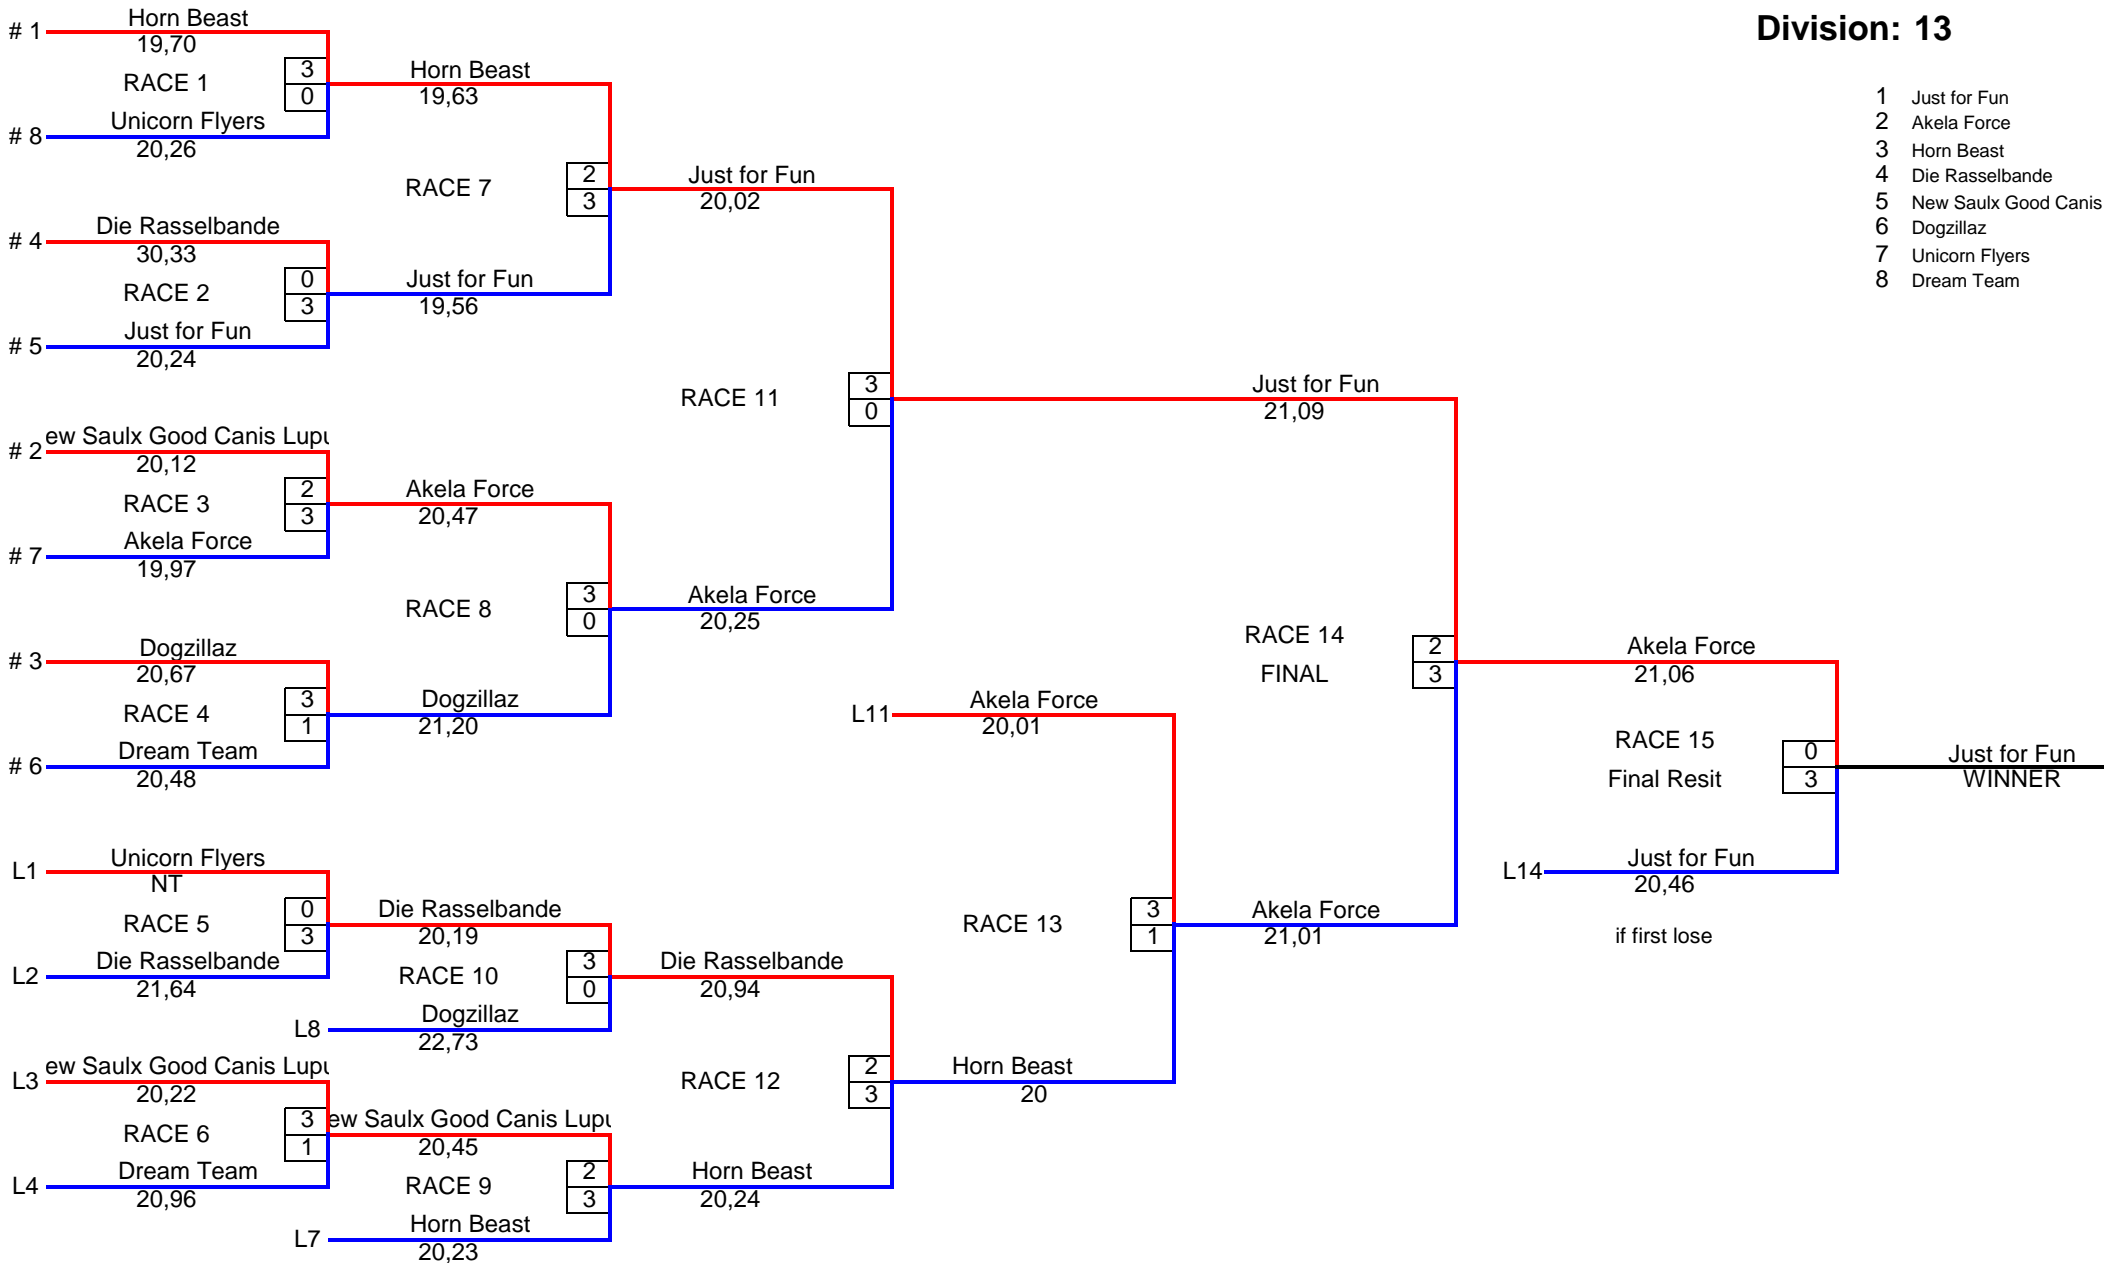 Division: 13
1 Just for Fun
2 Akela Force
3 Horn Beast
4 Die Rasselbande
5 New Saulx Good Canis
6 Dogzillaz
7 Unicorn Flyers
8 Dream Team
# 1
Horn Beast
19,70
RACE 1
3
0
# 8
Unicorn Flyers
20,26
# 4
Die Rasselbande
30,33
RACE 2
0
3
# 5
Just for Fun
20,24
# 2
ew Saulx Good Canis Lupu
20,12
RACE 3
2
3
# 7
Akela Force
19,97
# 3
Dogzillaz
20,67
RACE 4
3
1
# 6
Dream Team
20,48
L1
Unicorn Flyers
NT
RACE 5
0
3
L2
Die Rasselbande
21,64
L3
ew Saulx Good Canis Lupu
20,22
RACE 6
3
1
L4
Dream Team
20,96
Horn Beast
19,63
RACE 7
2
3
Just for Fun
19,56
Akela Force
20,47
RACE 8
3
0
Dogzillaz
21,20
Die Rasselbande
20,19
RACE 10
3
0
L8
Dogzillaz
22,73
ew Saulx Good Canis Lupu
20,45
RACE 9
2
3
L7
Horn Beast
20,23
Just for Fun
20,02
RACE 11
3
0
Akela Force
20,25
Die Rasselbande
20,94
RACE 12
2
3
Horn Beast
20,24
L11
Akela Force
20,01
RACE 13
3
1
Horn Beast
20
Just for Fun
21,09
RACE 14
FINAL
2
3
Akela Force
21,01
Akela Force
21,06
RACE 15
Final Resit
0
3
L14
Just for Fun
20,46
if first lose
Just for Fun
WINNER